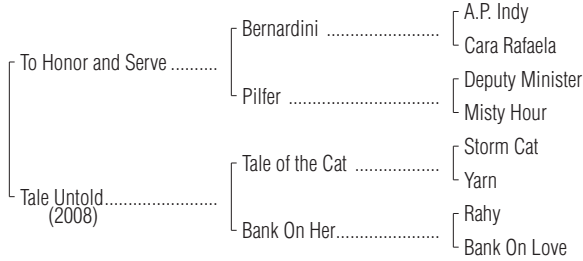 A.P. Indy
Bernardini ....................
Cara Rafaela
To Honor and Serve ..........
Deputy Minister
Pilfer ...........................
Misty Hour
Storm Cat
Tale of the Cat ...............
Yarn
Tale Untold.....................
(2008)
Rahy
Bank On Her..................
Bank On Love